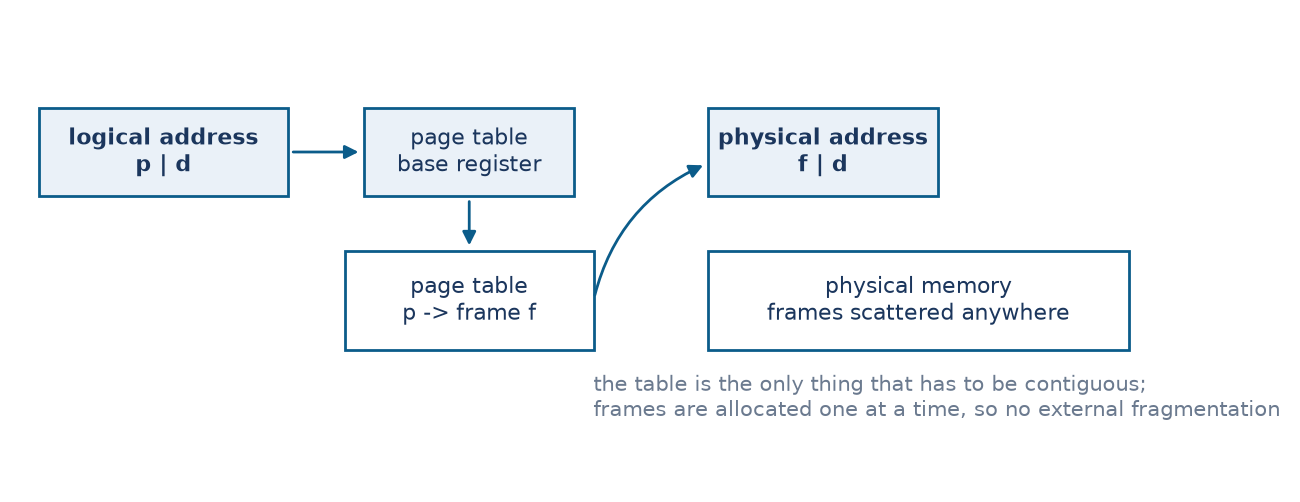 logical address
p | d
page table
base register
physical address
f | d
page table
p -> frame f
physical memory
frames scattered anywhere
the table is the only thing that has to be contiguous;
frames are allocated one at a time, so no external fragmentation